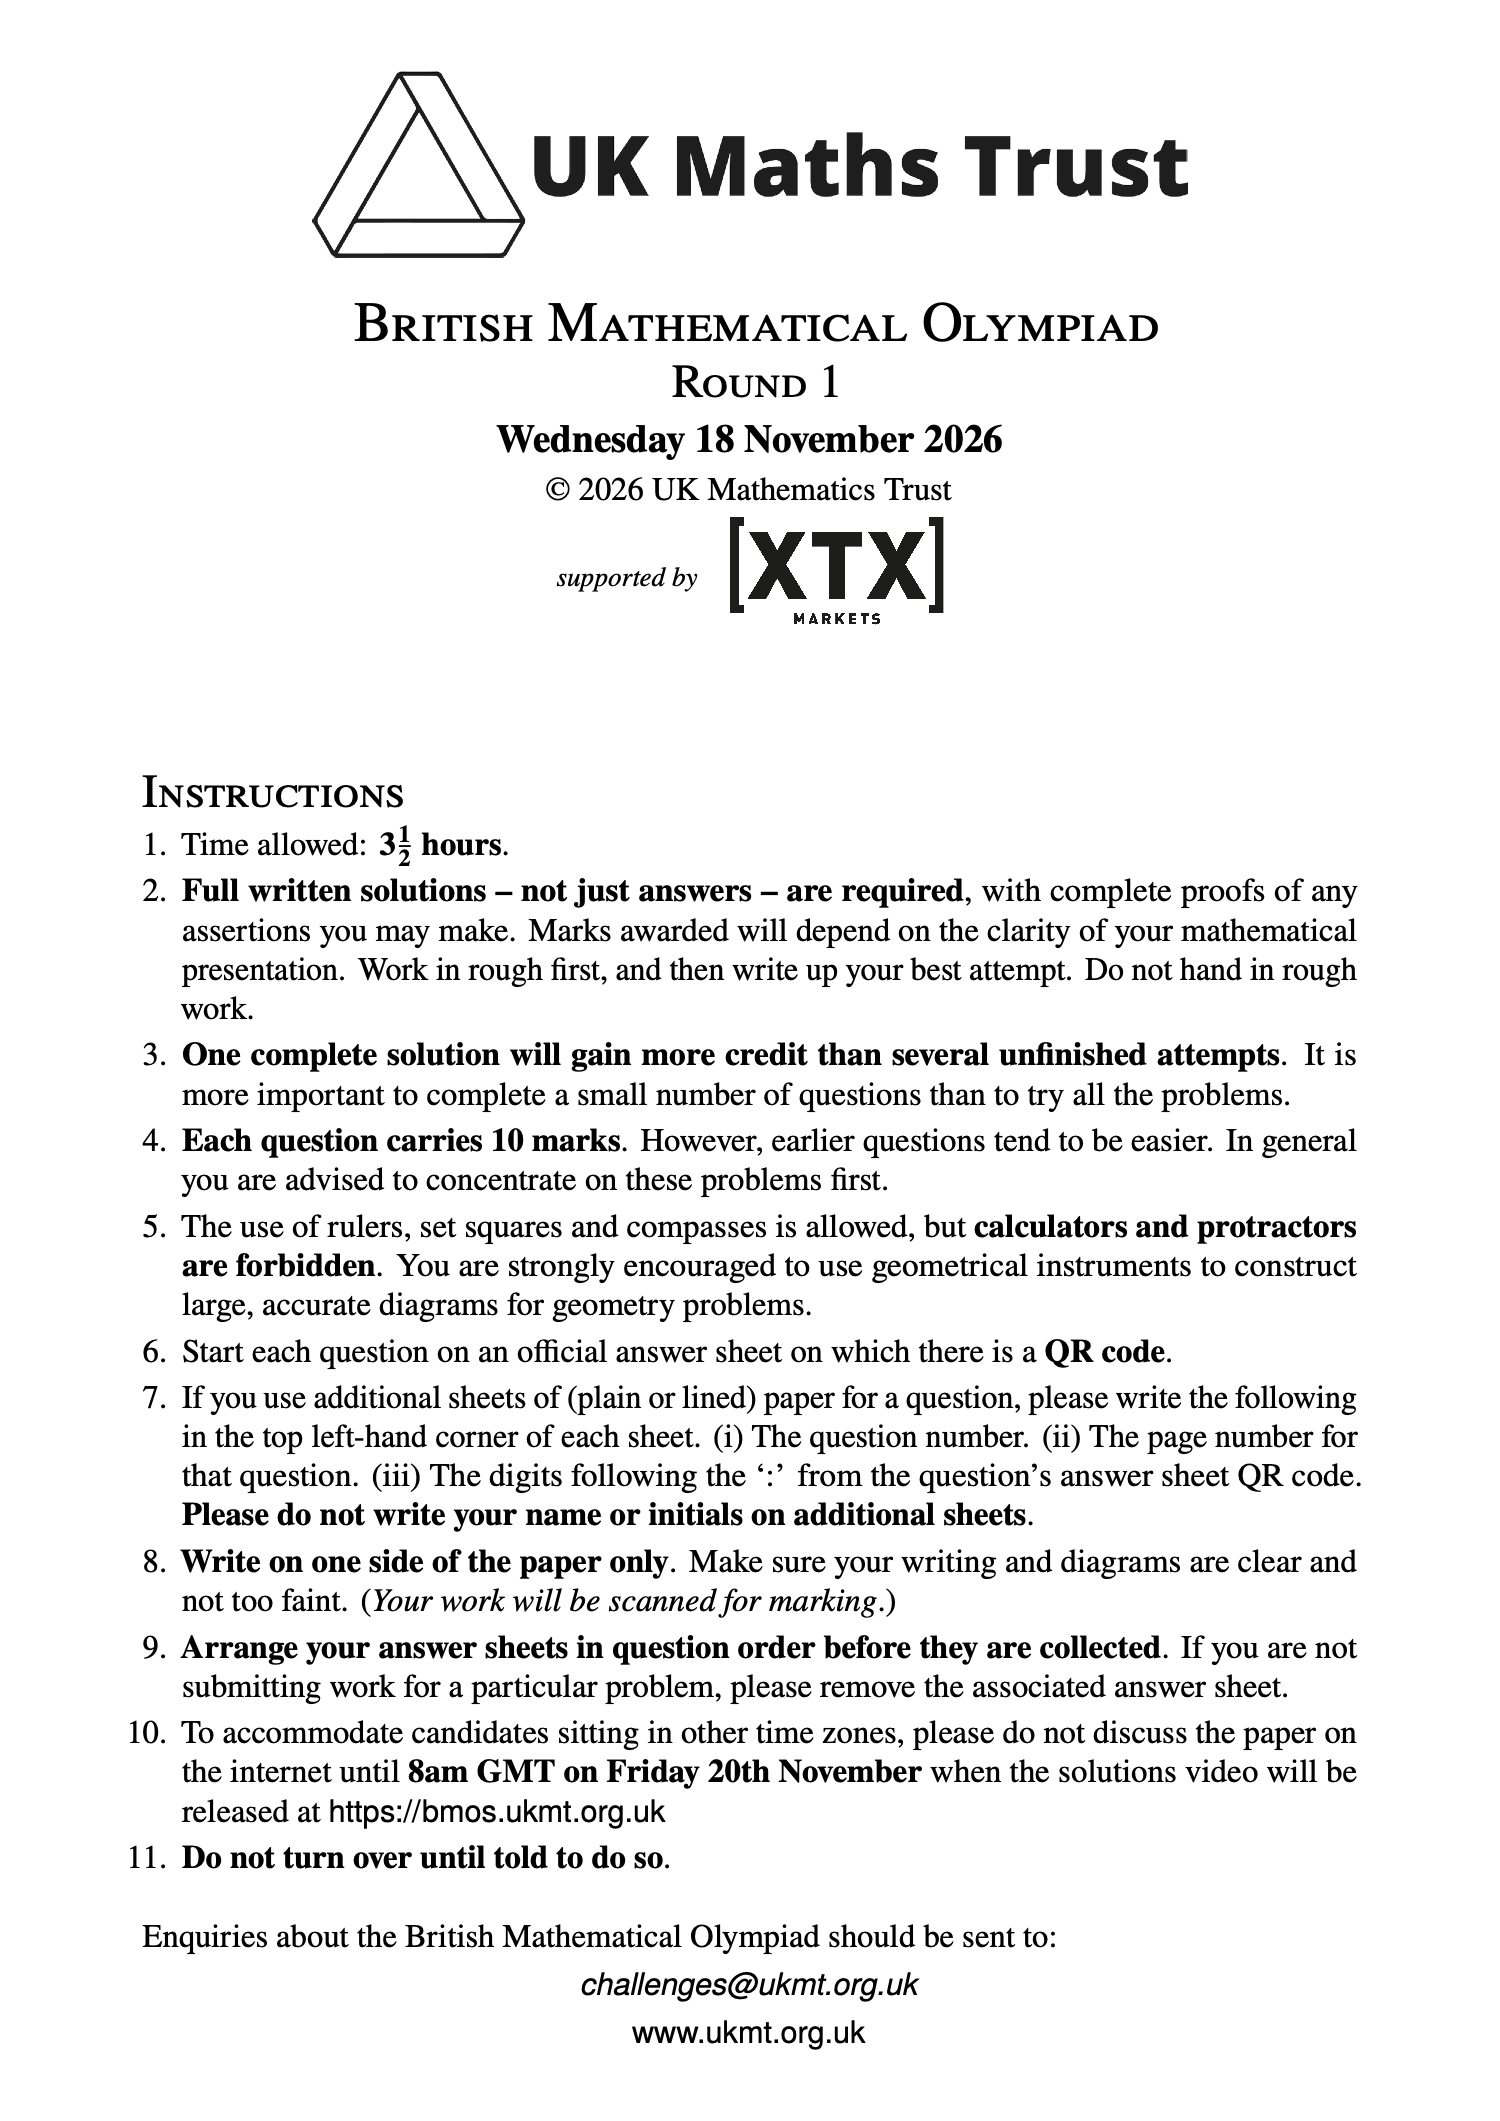 UK Maths Trust
British Mathematical Olympiad
Round 1
Wednesday 18 November 2026
© 2026 UK Mathematics Trust
supported by [XTX]
MARKETS
Instructions
1. Time allowed: 3½ hours.
2. Full written solutions – not just answers – are required, with complete proofs of any
assertions you may make. Marks awarded will depend on the clarity of your mathematical
presentation. Work in rough first, and then write up your best attempt. Do not hand in rough
work.
3. One complete solution will gain more credit than several unfinished attempts. It is
more important to complete a small number of questions than to try all the problems.
4. Each question carries 10 marks. However, earlier questions tend to be easier. In general
you are advised to concentrate on these problems first.
5. The use of rulers, set squares and compasses is allowed, but calculators and protractors
are forbidden. You are strongly encouraged to use geometrical instruments to construct
large, accurate diagrams for geometry problems.
6. Start each question on an official answer sheet on which there is a QR code.
7. If you use additional sheets of (plain or lined) paper for a question, please write the following
in the top left-hand corner of each sheet. (i) The question number. (ii) The page number for
that question. (iii) The digits following the ‘:’ from the question’s answer sheet QR code.
Please do not write your name or initials on additional sheets.
8. Write on one side of the paper only. Make sure your writing and diagrams are clear and
not too faint. (Your work will be scanned for marking.)
9. Arrange your answer sheets in question order before they are collected. If you are not
submitting work for a particular problem, please remove the associated answer sheet.
10. To accommodate candidates sitting in other time zones, please do not discuss the paper on
the internet until 8am GMT on Friday 20th November when the solutions video will be
released at https://bmos.ukmt.org.uk
11. Do not turn over until told to do so.
Enquiries about the British Mathematical Olympiad should be sent to:
challenges@ukmt.org.uk
www.ukmt.org.uk